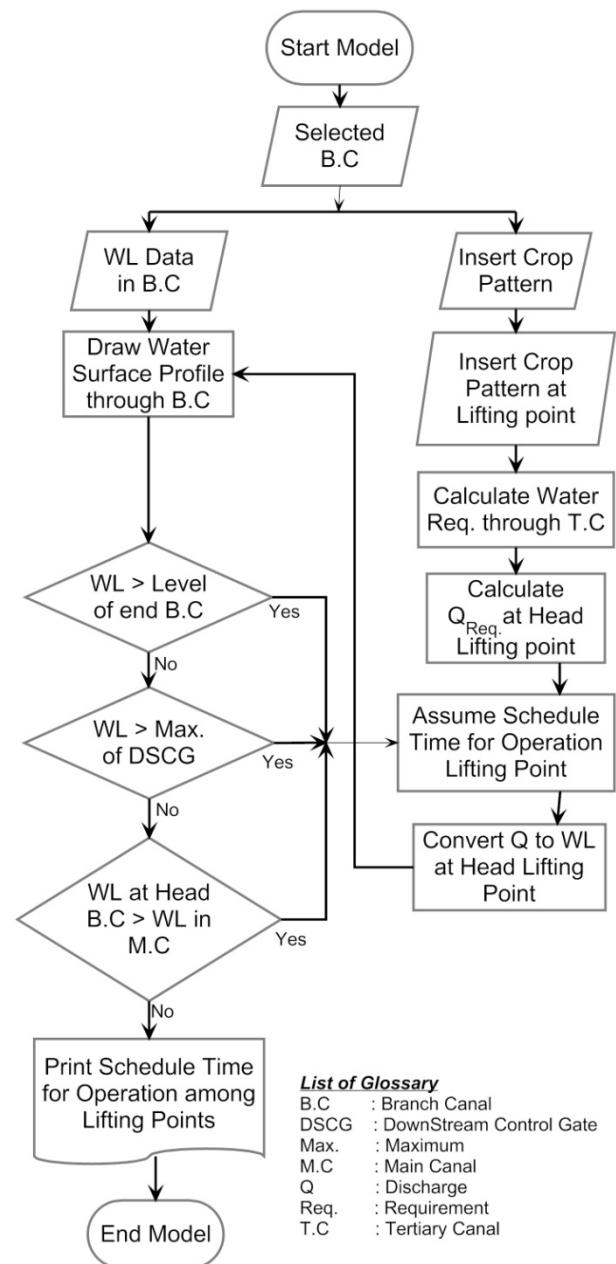 Start Model
Selected
B.C
WL Data
in B.C
Insert Crop
Pattern
Draw Water
Surface Profile
through B.C
Insert Crop
Pattern at
Lifting point
Calculate Water
Req. through T.C
Calculate
Q_Req. at Head
Lifting point
WL > Level
of end B.C
Yes
No
WL > Max.
of DSCG
Yes
No
Assume Schedule
Time for Operation
Lifting Point
Convert Q to WL
at Head Lifting
Point
WL at Head
B.C > WL in
M.C
Yes
No
Print Schedule Time
for Operation among
Lifting Points
End Model
List of Glossary
B.C : Branch Canal
DSCG : DownStream Control Gate
Max. : Maximum
M.C : Main Canal
Q : Discharge
Req. : Requirement
T.C : Tertiary Canal